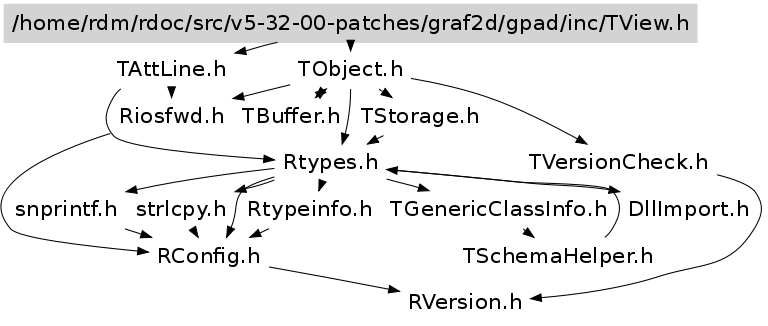 /home/rdm/rdoc/src/v5-32-00-patches/graf2d/gpad/inc/TView.h
TAttLine.h TObject.h
Riosfwd.h TBuffer.h TStorage.h
Rtypes.h TVersionCheck.h
snprintf.h strlcpy.h Rtypeinfo.h TGenericClassInfo.h DllImport.h
RConfig.h TSchemaHelper.h
RVersion.h